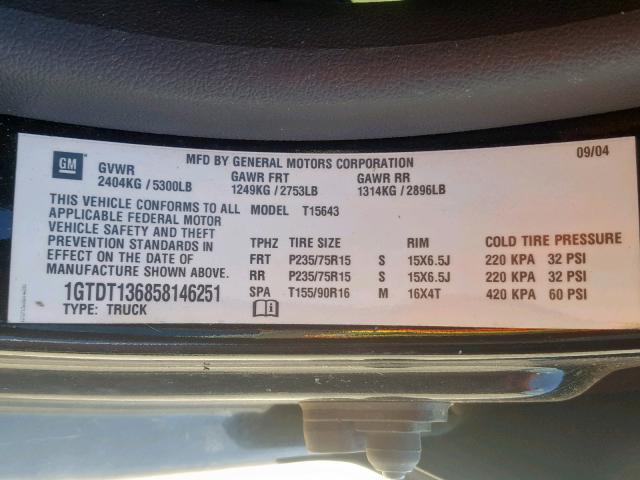 GM
MFD BY GENERAL MOTORS CORPORATION
09/04
GVWR GAWR FRT GAWR RR
2404KG / 5300LB 1249KG / 2753LB 1314KG / 2896LB
THIS VEHICLE CONFORMS TO ALL
APPLICABLE FEDERAL MOTOR
VEHICLE SAFETY AND THEFT
PREVENTION STANDARDS IN
EFFECT ON THE DATE OF
MANUFACTURE SHOWN ABOVE.
1GTDT136858146251
TYPE: TRUCK
MODEL T15643
TPHZ TIRE SIZE RIM COLD TIRE PRESSURE
FRT P235/75R15 S 15X6.5J 220 KPA 32 PSI
RR P235/75R15 S 15X6.5J 220 KPA 32 PSI
SPA T155/90R16 M 16X4T 420 KPA 60 PSI